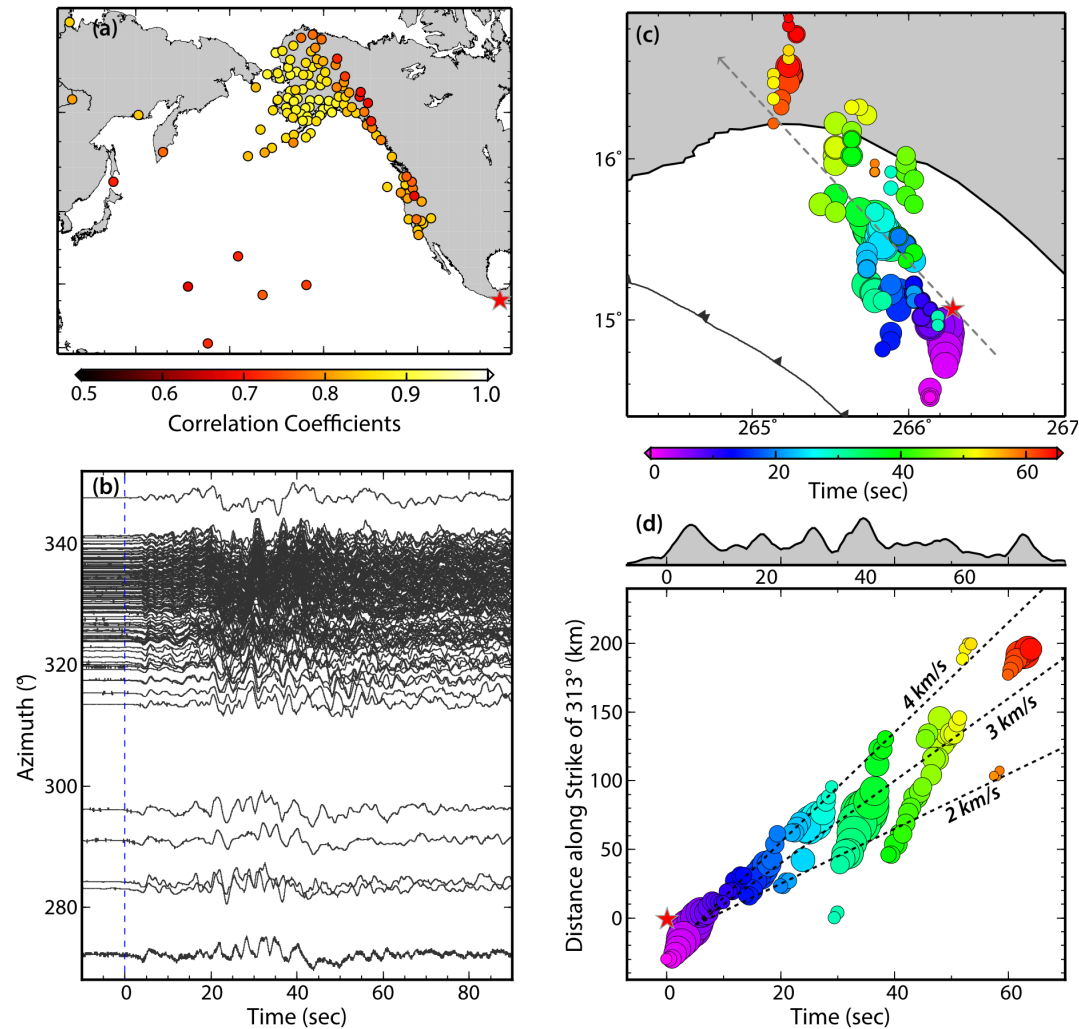 (a)
0.5 0.6 0.7 0.8 0.9 1.0
Correlation Coefficients
(c)
16°
15°
265° 266° 267
0 20 40 60
Time (sec)
(b)
340
320
300
280
Azimuth (°)
0 20 40 60 80
Time (sec)
(d)
0 20 40 60
200
150
100
50
0
Distance along Strike of 313° (km)
4 km/s
3 km/s
2 km/s
0 20 40 60
Time (sec)